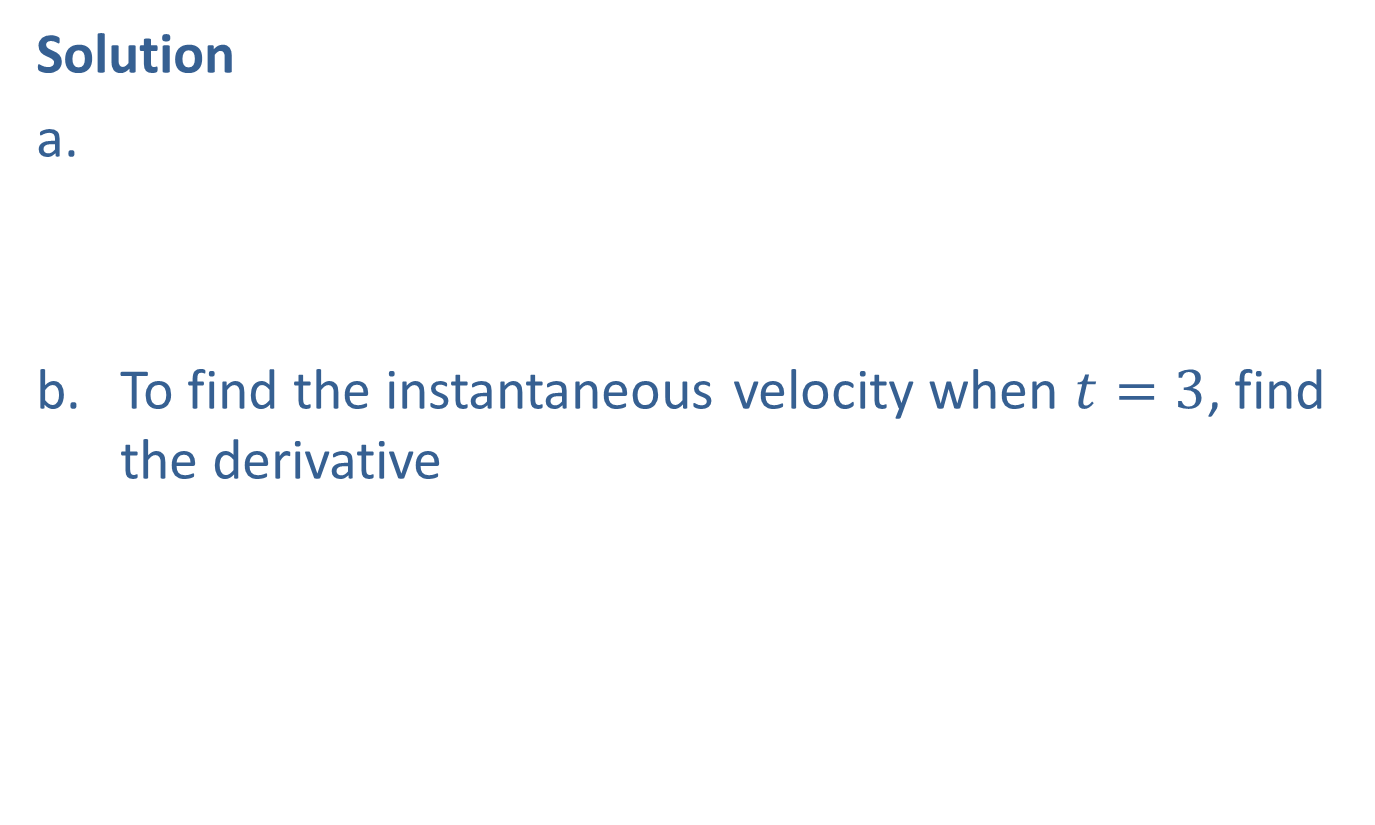 Solution
a.
b. To find the instantaneous velocity when t = 3, find
the derivative